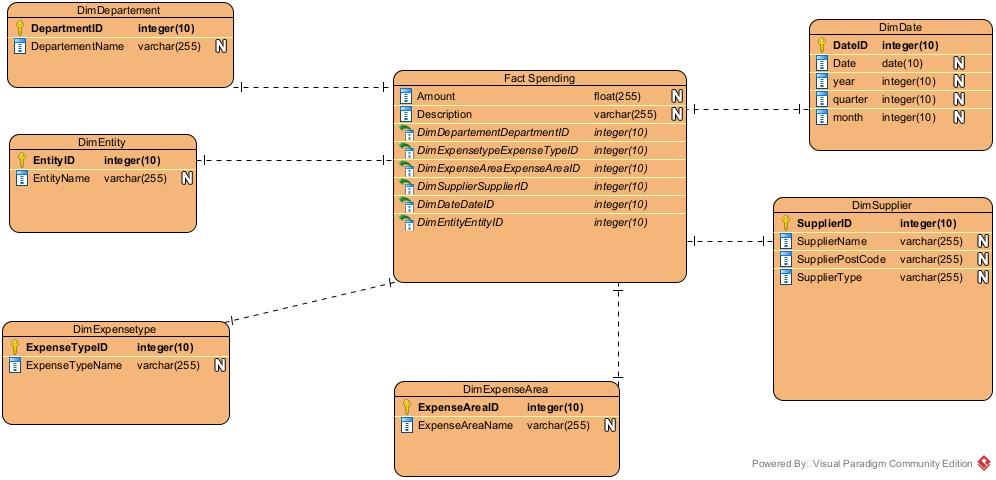 DimDepartement
DepartmentID integer(10)
DepartementName varchar(255) N
DimEntity
EntityID integer(10)
EntityName varchar(255) N
DimExpensetype
ExpenseTypeID integer(10)
ExpenseTypeName varchar(255) N
Fact Spending
Amount float(255) N
Description varchar(255) N
DimDepartementDepartmentID integer(10)
DimExpensetypeExpenseTypeID integer(10)
DimExpenseAreaExpenseAreaID integer(10)
DimSupplierSupplierID integer(10)
DimDateDateID integer(10)
DimEntityEntityID integer(10)
DimExpenseArea
ExpenseAreaID integer(10)
ExpenseAreaName varchar(255) N
DimDate
DateID integer(10)
Date date(10) N
year integer(10) N
quarter integer(10) N
month integer(10) N
DimSupplier
SupplierID integer(10)
SupplierName varchar(255) N
SupplierPostCode varchar(255) N
SupplierType varchar(255) N
Powered By Visual Paradigm Community Edition